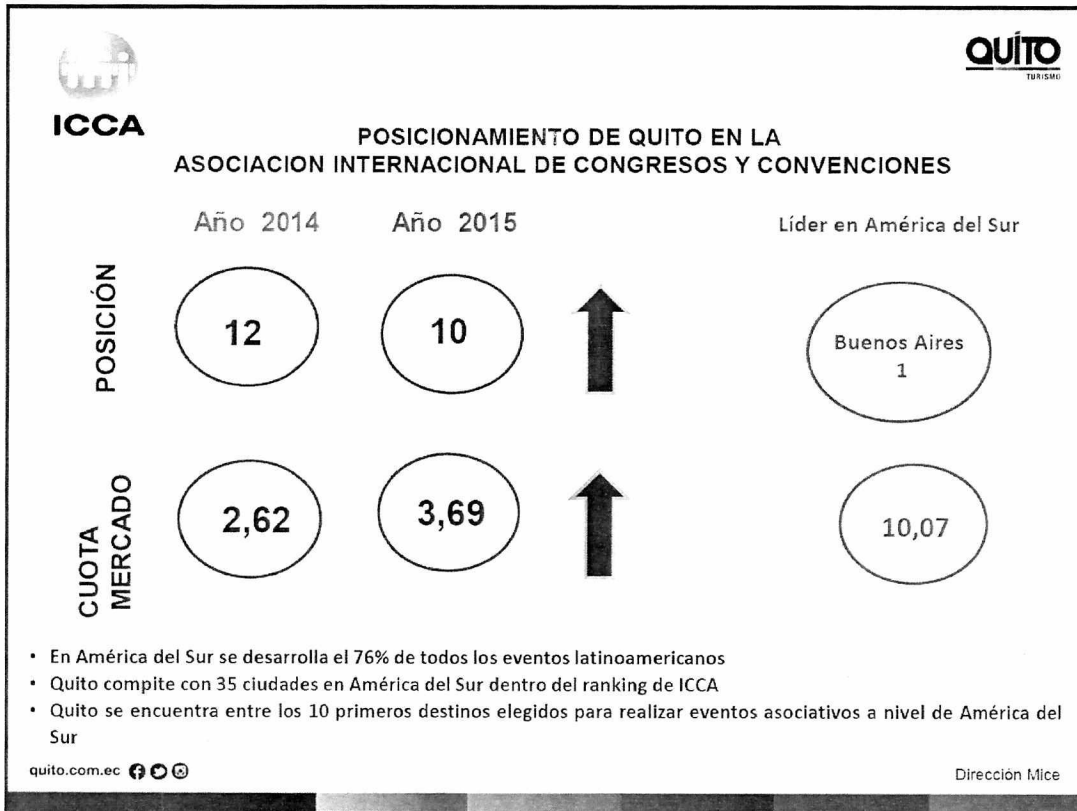 QUÍTO
TURISMO
ICCA
POSICIONAMIENTO DE QUITO EN LA
ASOCIACION INTERNACIONAL DE CONGRESOS Y CONVENCIONES
Año 2014
Año 2015
Líder en América del Sur
POSICIÓN
12
10
Buenos Aires
1
CUOTA
MERCADO
2,62
3,69
10,07
• En América del Sur se desarrolla el 76% de todos los eventos latinoamericanos
• Quito compite con 35 ciudades en América del Sur dentro del ranking de ICCA
• Quito se encuentra entre los 10 primeros destinos elegidos para realizar eventos asociativos a nivel de América del
Sur
quito.com.ec
Dirección Mice